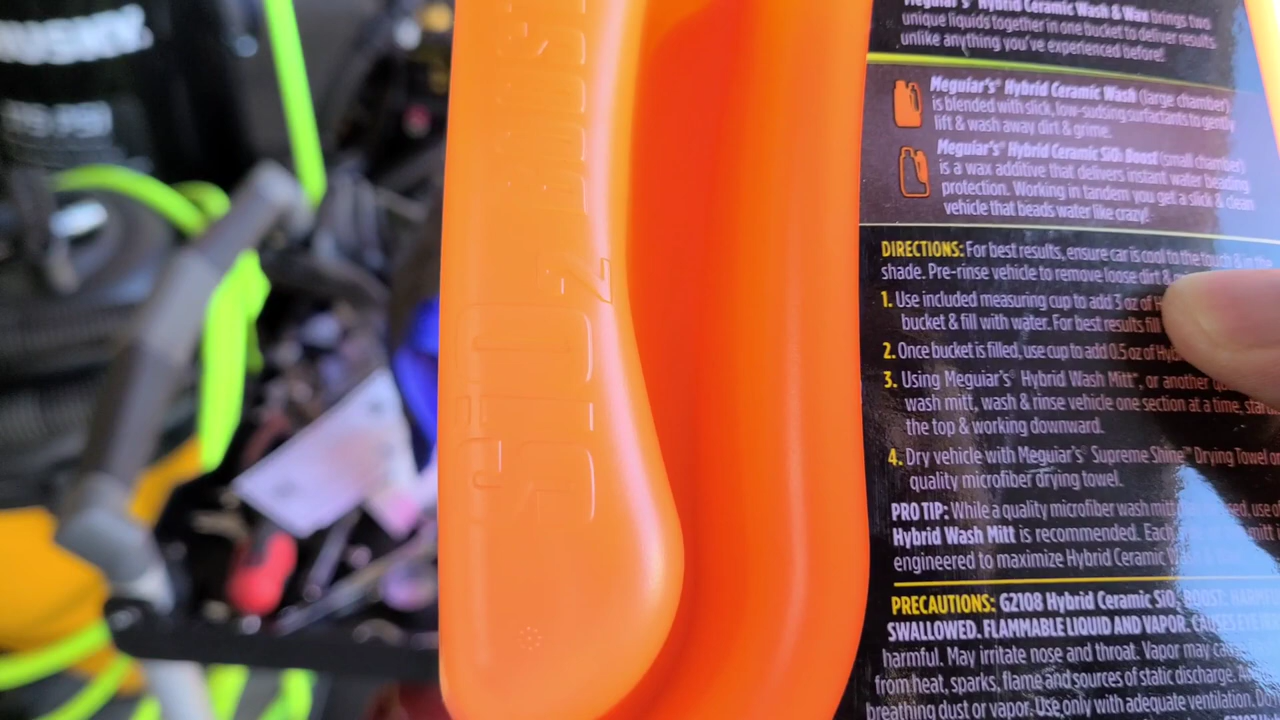 Meguiar's® Hybrid Ceramic Wash & Wax brings two
unique liquids together in one bucket to deliver results
unlike anything you've experienced before!
Meguiar's® Hybrid Ceramic Wash (large chamber)
is blended with slick, low-sudsing surfactants to gently
lift & wash away dirt & grime.
Meguiar's® Hybrid Ceramic SiO₂ Boost (small chamber)
is a wax additive that delivers instant water beading
protection. Working in tandem you get a slick & clean
vehicle that beads water like crazy!
DIRECTIONS: For best results, ensure car is cool to the touch & in the
shade. Pre-rinse vehicle to remove loose dirt &
1. Use included measuring cup to add 3 oz of
bucket & fill with water. For best results fill
2. Once bucket is filled, use cup to add 0.5 oz of
3. Using Meguiar's® Hybrid Wash Mitt™, or another
wash mitt, wash & rinse vehicle one section at a time,
the top & working downward.
4. Dry vehicle with Meguiar's® Supreme Shine™ Drying Towel or
quality microfiber drying towel.
PRO TIP: While a quality microfiber wash mitt use of
Hybrid Wash Mitt is recommended. mitt
engineered to maximize Hybrid Ceramic
PRECAUTIONS: G2108 Hybrid Ceramic SiO₂ BOOST: HARMFUL
SWALLOWED. FLAMMABLE LIQUID AND VAPOR. CAUSES EYE
harmful. May irritate nose and throat. Vapor may
from heat, sparks, flame and sources of static discharge.
breathing dust or vapor. Use only with adequate ventilation. Do